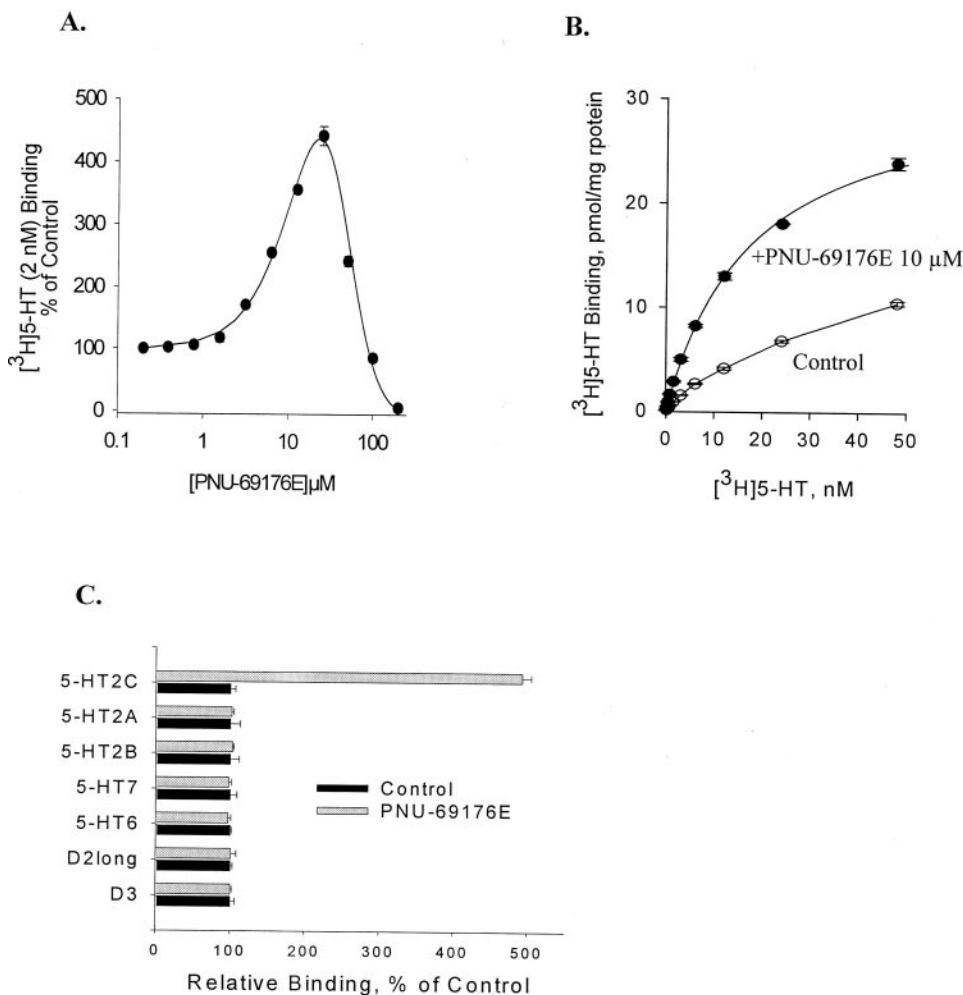 A.
[³H]5-HT (2 nM) Binding
% of Control
500
400
300
200
100
0
0.1
1
10
100
[PNU-69176E]µM
B.
[³H]5-HT Binding, pmol/mg rpotein
30
20
10
0
+PNU-69176E 10 µM
Control
0
10
20
30
40
50
[³H]5-HT, nM
C.
5-HT2C
5-HT2A
5-HT2B
5-HT7
5-HT6
D2long
D3
Control
PNU-69176E
0
100
200
300
400
500
Relative Binding, % of Control